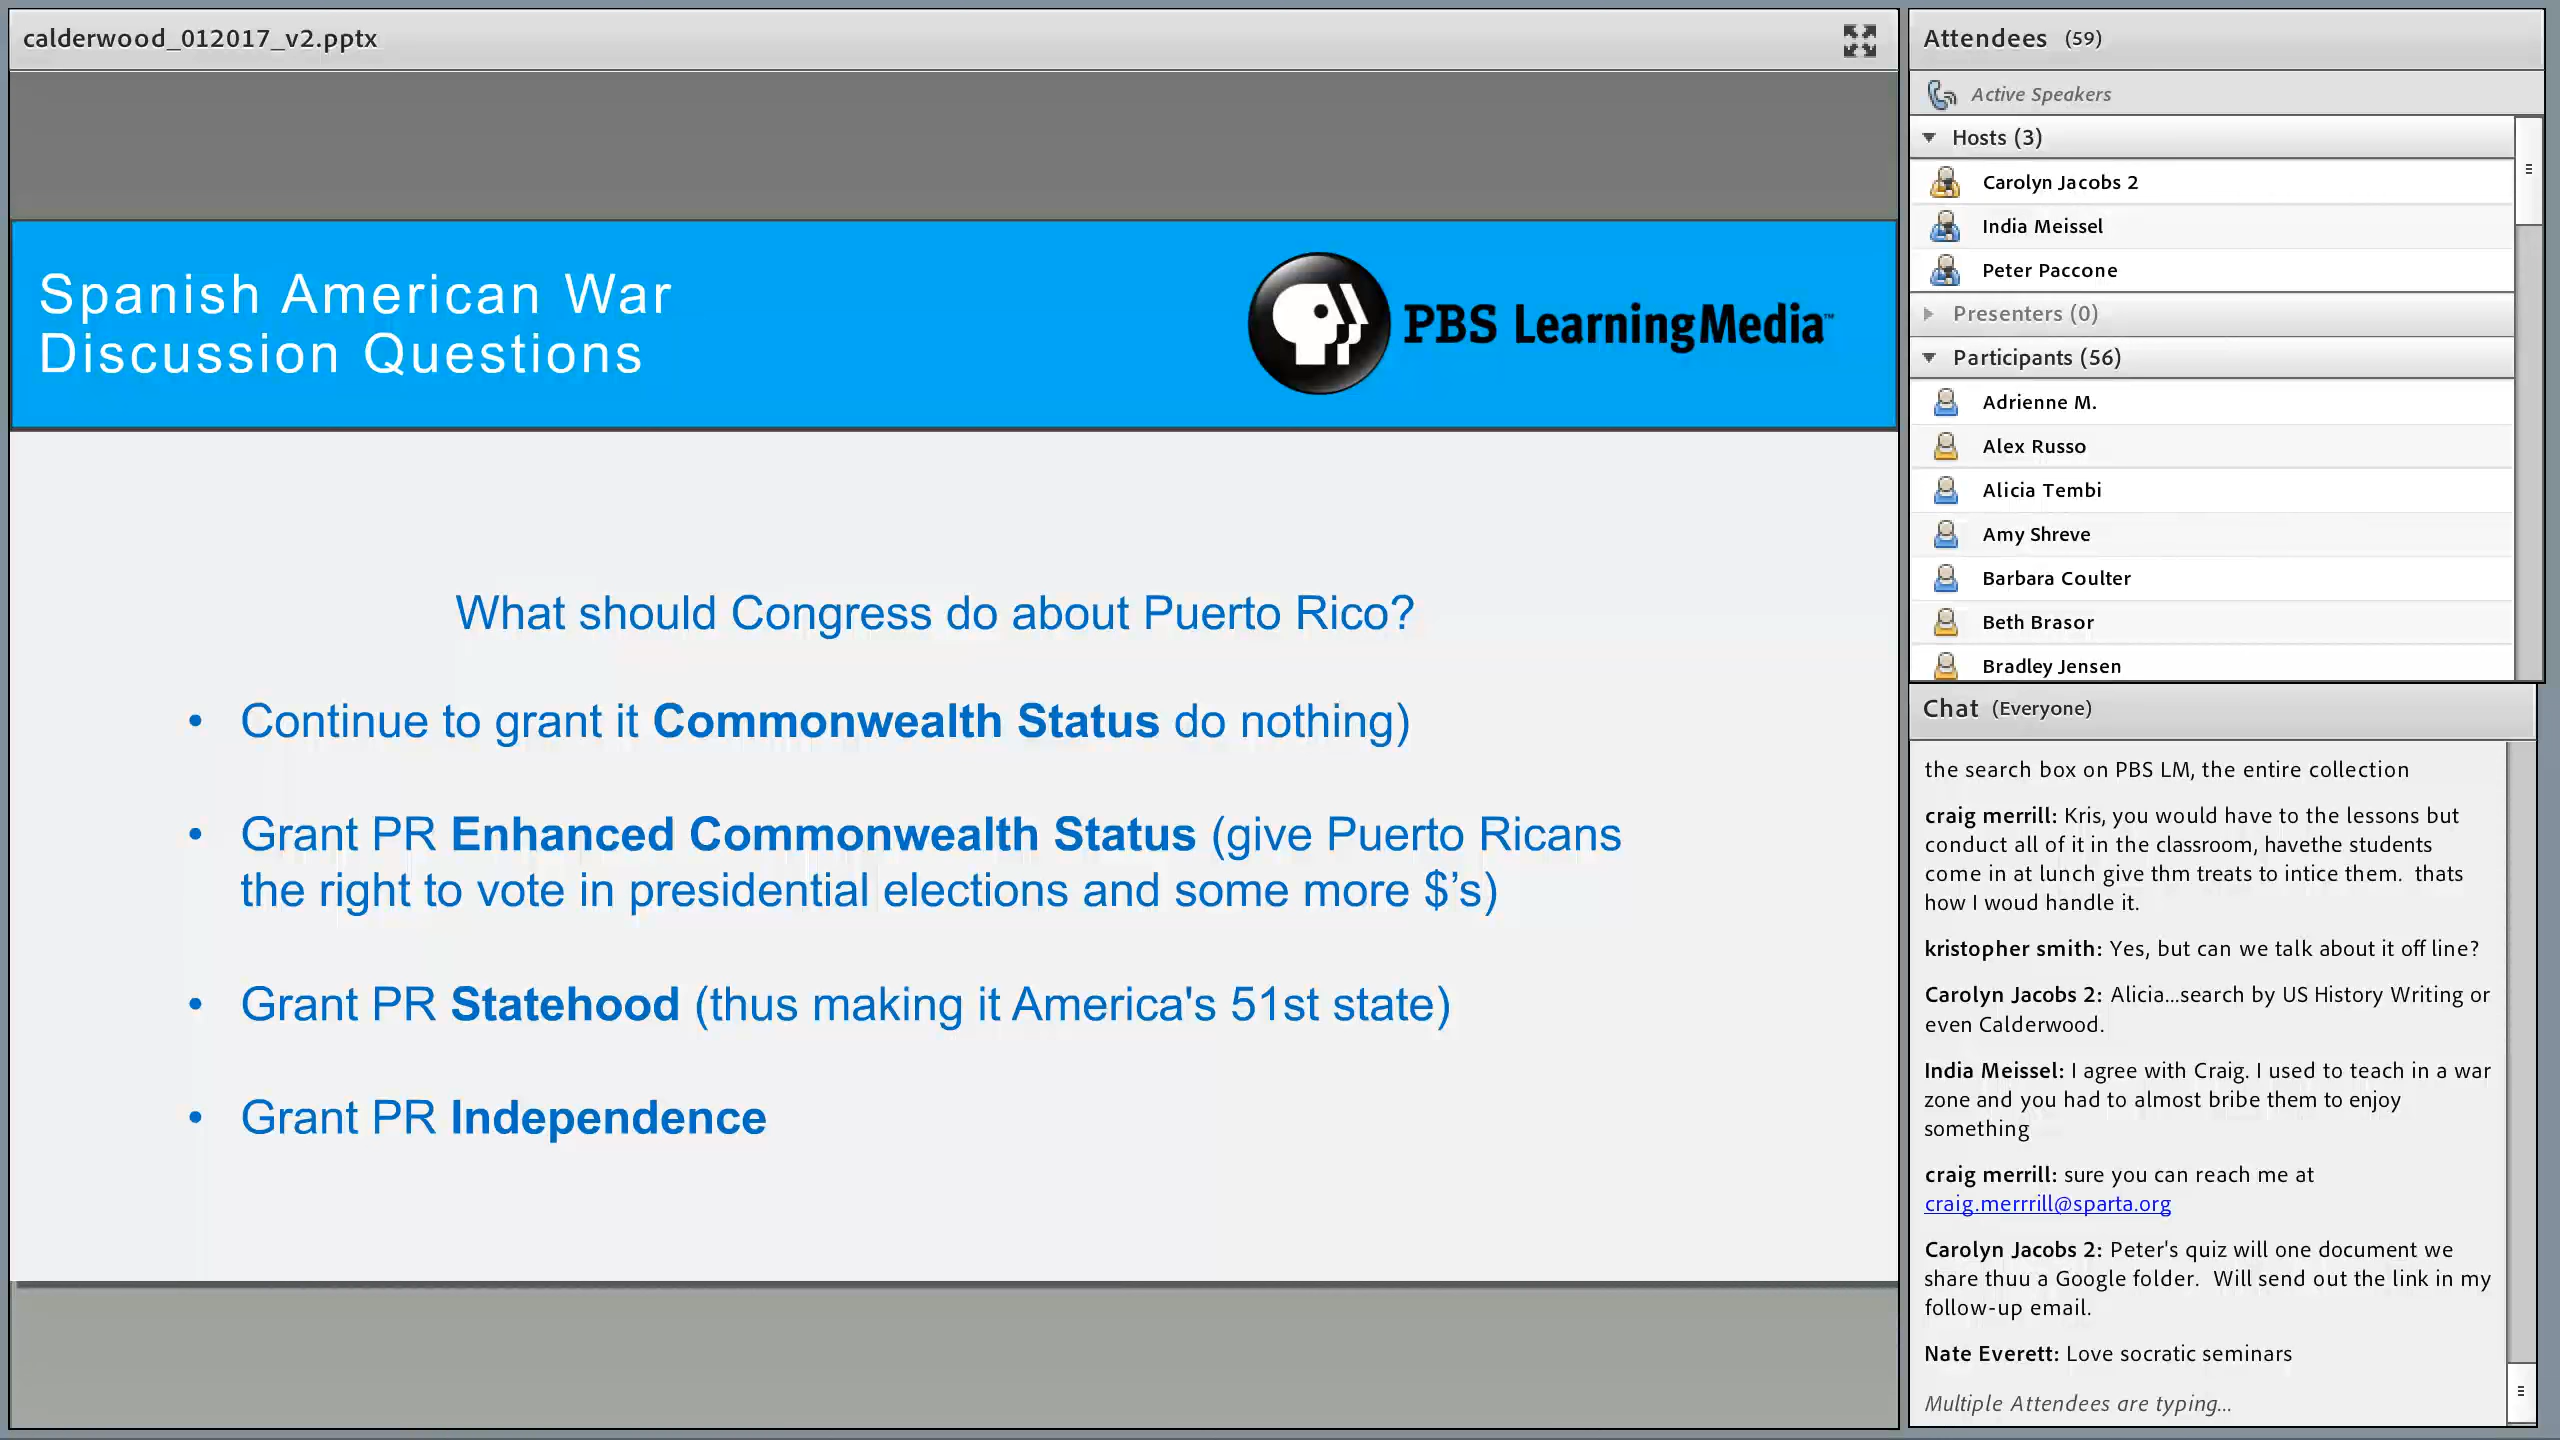 calderwood_012017_v2.pptx
Spanish American War
Discussion Questions
PBS LearningMedia™
What should Congress do about Puerto Rico?
• Continue to grant it Commonwealth Status do nothing)
• Grant PR Enhanced Commonwealth Status (give Puerto Ricans
the right to vote in presidential elections and some more $’s)
• Grant PR Statehood (thus making it America's 51st state)
• Grant PR Independence
Attendees (59)
Active Speakers
Hosts (3)
Carolyn Jacobs 2
India Meissel
Peter Paccone
Presenters (0)
Participants (56)
Adrienne M.
Alex Russo
Alicia Tembi
Amy Shreve
Barbara Coulter
Beth Brasor
Bradley Jensen
Chat (Everyone)
the search box on PBS LM, the entire collection
craig merrill: Kris, you would have to the lessons but
conduct all of it in the classroom, havethe students
come in at lunch give thm treats to intice them.  thats
how I woud handle it.
kristopher smith: Yes, but can we talk about it off line?
Carolyn Jacobs 2: Alicia...search by US History Writing or
even Calderwood.
India Meissel: I agree with Craig. I used to teach in a war
zone and you had to almost bribe them to enjoy
something
craig merrill: sure you can reach me at
craig.merrrill@sparta.org
Carolyn Jacobs 2: Peter's quiz will one document we
share thuu a Google folder.  Will send out the link in my
follow-up email.
Nate Everett: Love socratic seminars
Multiple Attendees are typing...